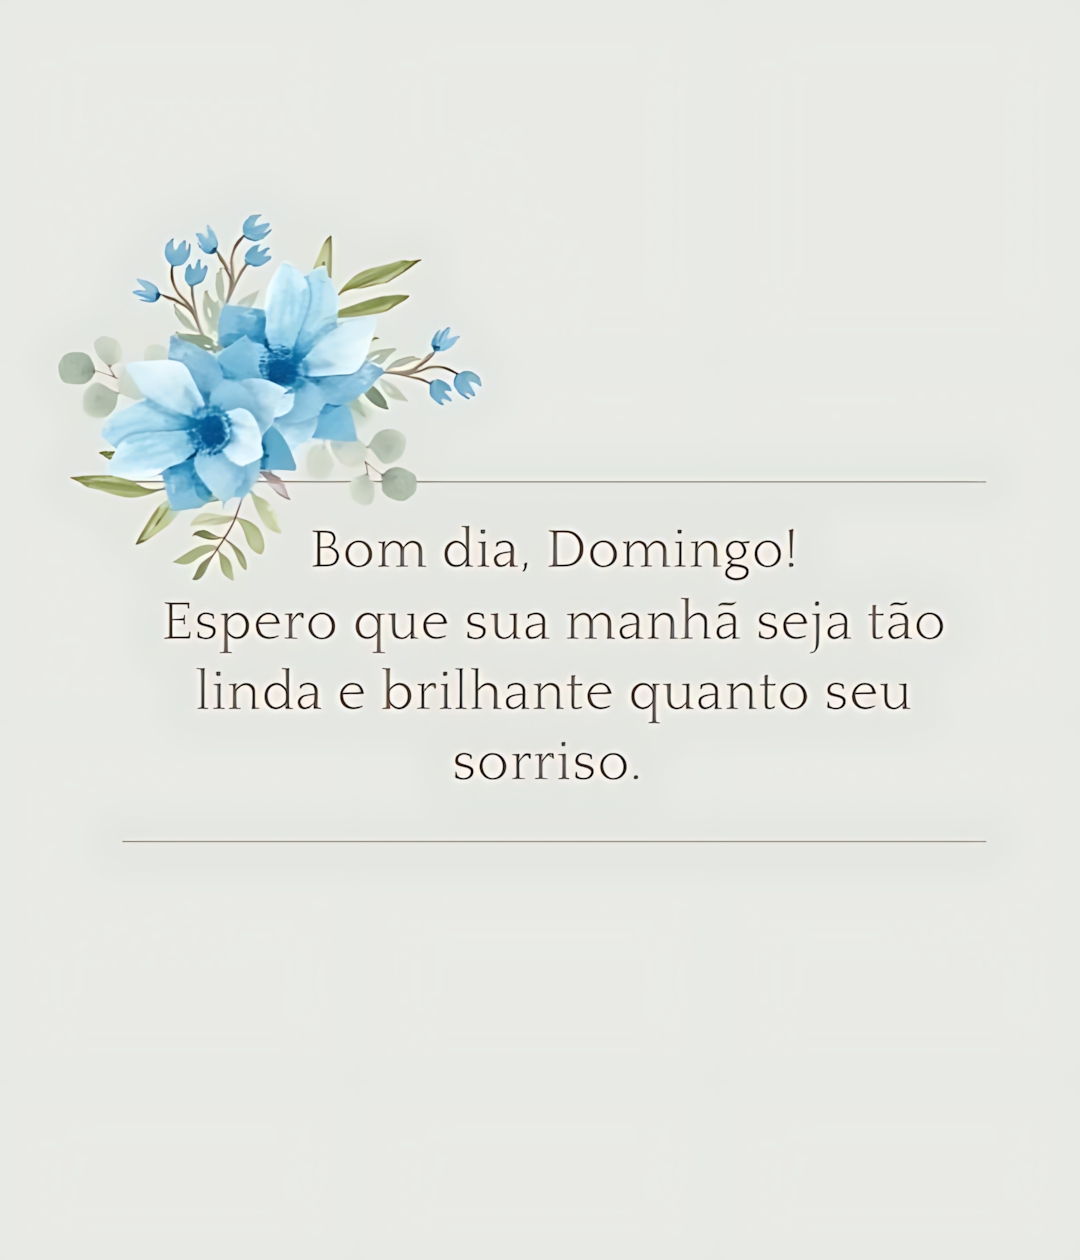 Bom dia, Domingo!
Espero que sua manhã seja tão
linda e brilhante quanto seu
sorriso.